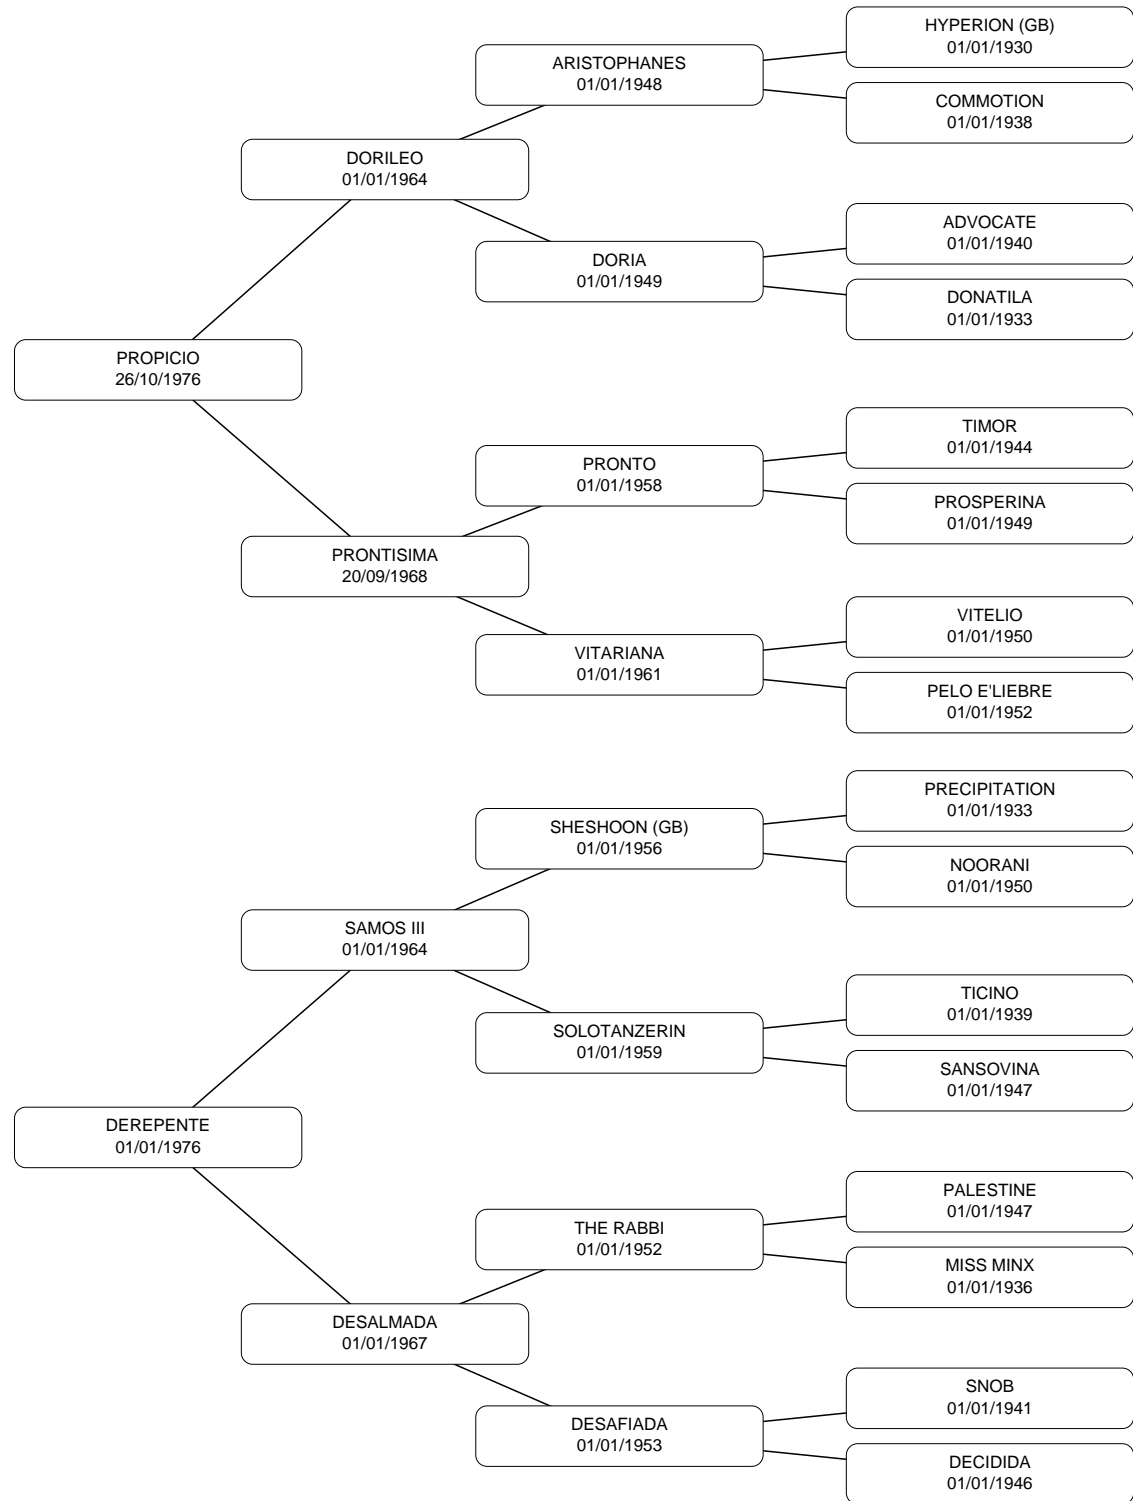 HYPERION (GB)
01/01/1930
ARISTOPHANES
01/01/1948
COMMOTION
01/01/1938
DORILEO
01/01/1964
ADVOCATE
01/01/1940
DORIA
01/01/1949
DONATILA
01/01/1933
PROPICIO
26/10/1976
TIMOR
01/01/1944
PRONTO
01/01/1958
PROSPERINA
01/01/1949
PRONTISIMA
20/09/1968
VITELIO
01/01/1950
VITARIANA
01/01/1961
PELO E'LIEBRE
01/01/1952
PRECIPITATION
01/01/1933
SHESHOON (GB)
01/01/1956
NOORANI
01/01/1950
SAMOS III
01/01/1964
TICINO
01/01/1939
SOLOTANZERIN
01/01/1959
SANSOVINA
01/01/1947
DEREPENTE
01/01/1976
PALESTINE
01/01/1947
THE RABBI
01/01/1952
MISS MINX
01/01/1936
DESALMADA
01/01/1967
SNOB
01/01/1941
DESAFIADA
01/01/1953
DECIDIDA
01/01/1946